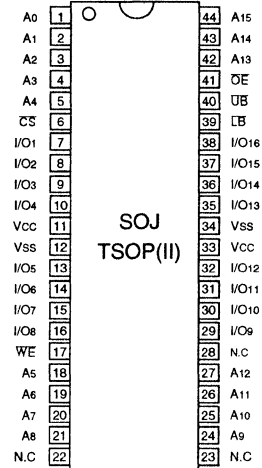 A0 1 44 A15
A1 2 43 A14
A2 3 42 A13
A3 4 41 OE
A4 5 40 UB
CS 6 39 LB
I/O1 7 38 I/O16
I/O2 8 37 I/O15
I/O3 9 36 I/O14
I/O4 10 35 I/O13
Vcc 11 34 Vss
Vss 12 33 Vcc
I/O5 13 32 I/O12
I/O6 14 31 I/O11
I/O7 15 30 I/O10
I/O8 16 29 I/O9
WE 17 28 N.C
A5 18 27 A12
A6 19 26 A11
A7 20 25 A10
A8 21 24 A9
N.C 22 23 N.C
SOJ
TSOP(II)